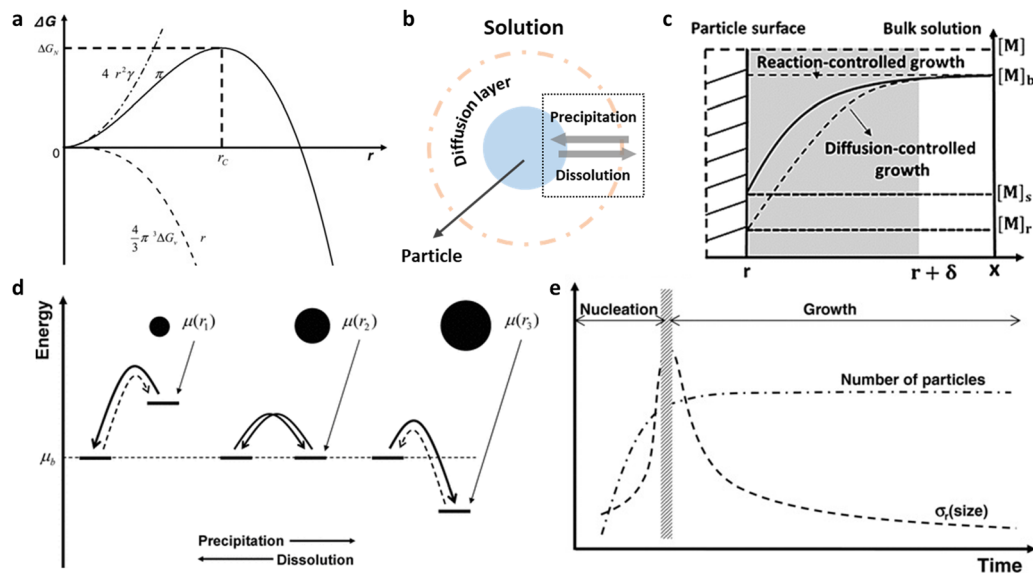 a
ΔG
ΔG_N
4 r²γ
π
0
r_C
r
4/3 π ³ΔG_v r
b
Solution
Diffusion layer
Precipitation
Dissolution
Particle
c
Particle surface
Bulk solution
[M]
Reaction-controlled growth
[M]_b
Diffusion-controlled
growth
[M]_s
[M]_r
r
r + δ
x
d
Energy
μ(r₁)
μ(r₂)
μ(r₃)
μ_b
Precipitation
Dissolution
e
Nucleation
Growth
Number of particles
σ_r(size)
Time